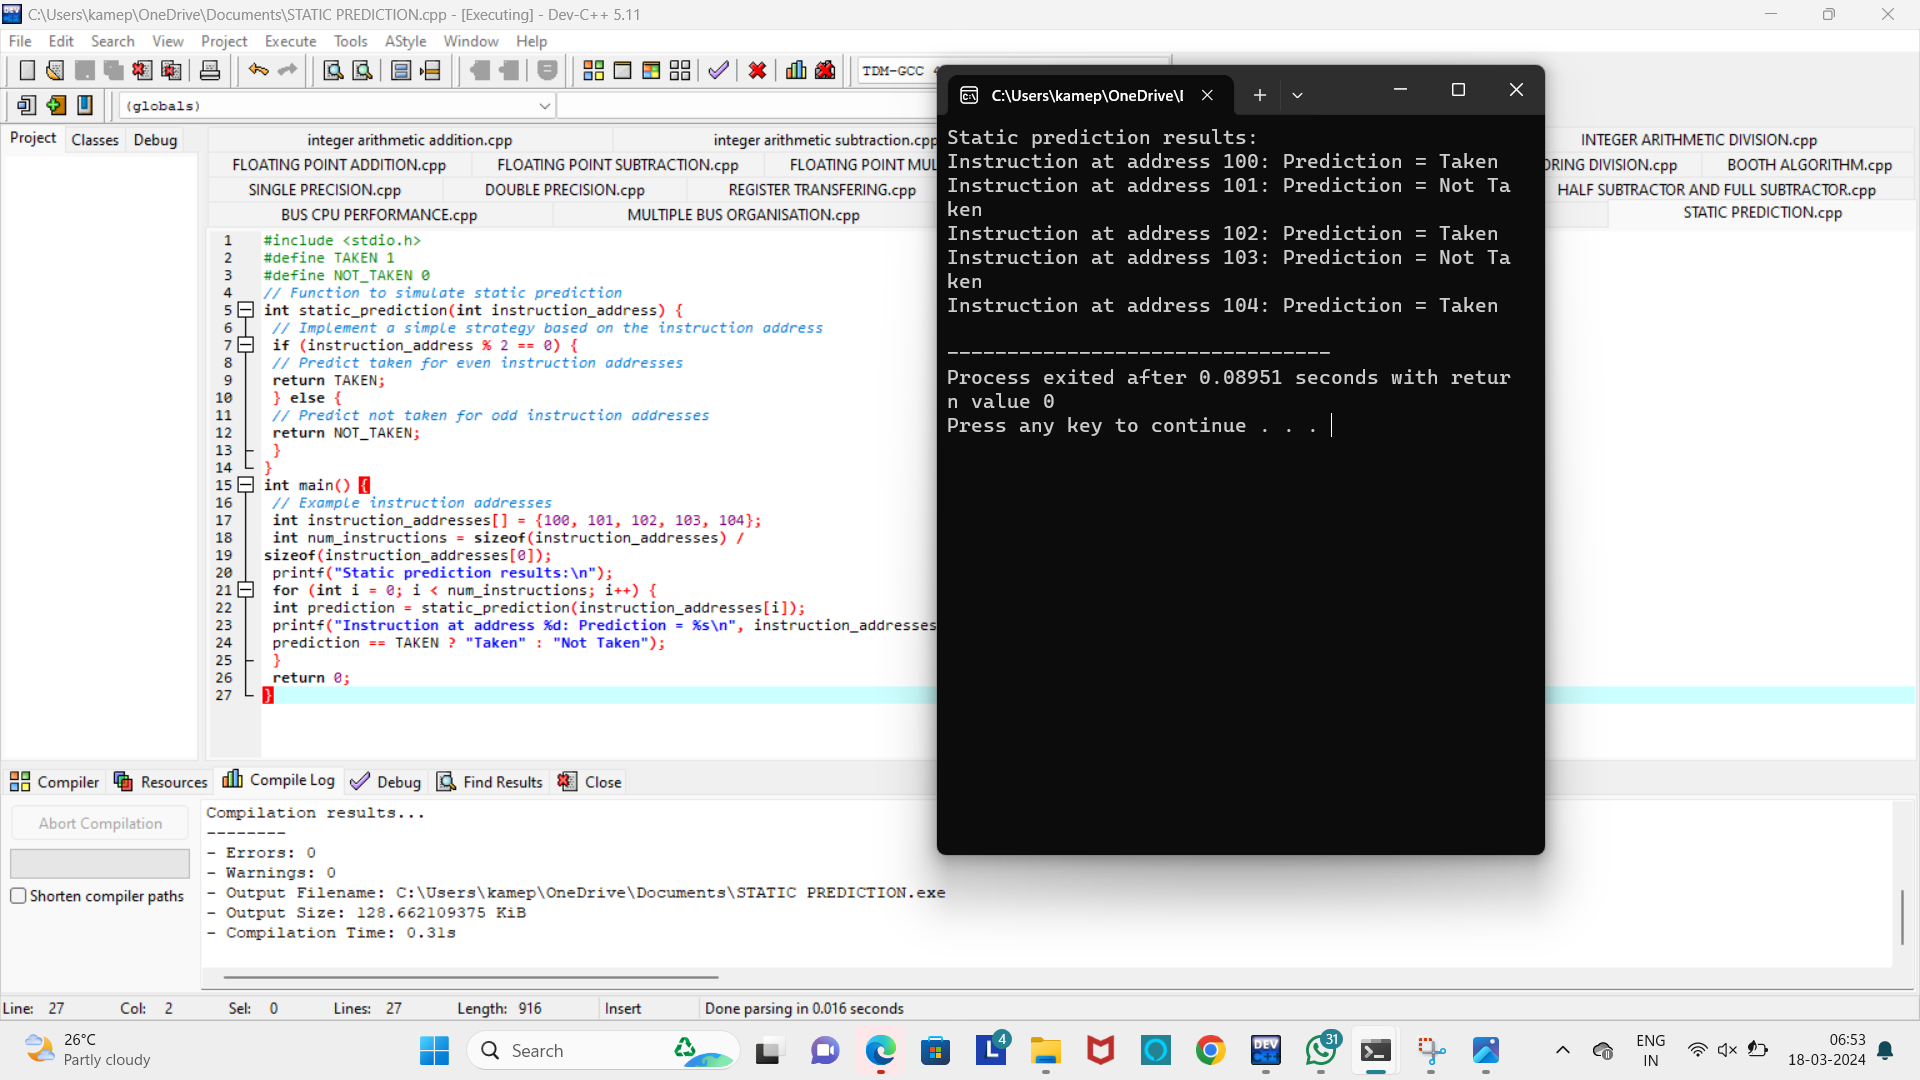 C:\Users\kamep\OneDrive\Documents\STATIC PREDICTION.cpp - [Executing] - Dev-C++ 5.11
File Edit Search View Project Execute Tools AStyle Window Help
TDM-GCC
(globals)
Project Classes Debug
integer arithmetic addition.cpp integer arithmetic subtraction.cpp INTEGER ARITHMETIC DIVISION.cpp
FLOATING POINT ADDITION.cpp FLOATING POINT SUBTRACTION.cpp FLOATING POINT MUL ORING DIVISION.cpp BOOTH ALGORITHM.cpp
SINGLE PRECISION.cpp DOUBLE PRECISION.cpp REGISTER TRANSFERING.cpp HALF SUBTRACTOR AND FULL SUBTRACTOR.cpp
BUS CPU PERFORMANCE.cpp MULTIPLE BUS ORGANISATION.cpp STATIC PREDICTION.cpp
1 #include <stdio.h>
2 #define TAKEN 1
3 #define NOT_TAKEN 0
4 // Function to simulate static prediction
5 int static_prediction(int instruction_address) {
6 // Implement a simple strategy based on the instruction address
7 if (instruction_address % 2 == 0) {
8 // Predict taken for even instruction addresses
9 return TAKEN;
10 } else {
11 // Predict not taken for odd instruction addresses
12 return NOT_TAKEN;
13 }
14 }
15 int main() {
16 // Example instruction addresses
17 int instruction_addresses[] = {100, 101, 102, 103, 104};
18 int num_instructions = sizeof(instruction_addresses) /
19 sizeof(instruction_addresses[0]);
20 printf("Static prediction results:\n");
21 for (int i = 0; i < num_instructions; i++) {
22 int prediction = static_prediction(instruction_addresses[i]);
23 printf("Instruction at address %d: Prediction = %s\n", instruction_addresses
24 prediction == TAKEN ? "Taken" : "Not Taken");
25 }
26 return 0;
27 }
C:\Users\kamep\OneDrive\
Static prediction results:
Instruction at address 100: Prediction = Taken
Instruction at address 101: Prediction = Not Ta
ken
Instruction at address 102: Prediction = Taken
Instruction at address 103: Prediction = Not Ta
ken
Instruction at address 104: Prediction = Taken
--------------------------------
Process exited after 0.08951 seconds with retur
n value 0
Press any key to continue . . .
Compiler Resources Compile Log Debug Find Results Close
Abort Compilation
Shorten compiler paths
Compilation results...
--------
- Errors: 0
- Warnings: 0
- Output Filename: C:\Users\kamep\OneDrive\Documents\STATIC PREDICTION.exe
- Output Size: 128.662109375 KiB
- Compilation Time: 0.31s
Line: 27 Col: 2 Sel: 0 Lines: 27 Length: 916 Insert Done parsing in 0.016 seconds
26°C
Partly cloudy
Search
4
DEV
31
ENG
IN
06:53
18-03-2024